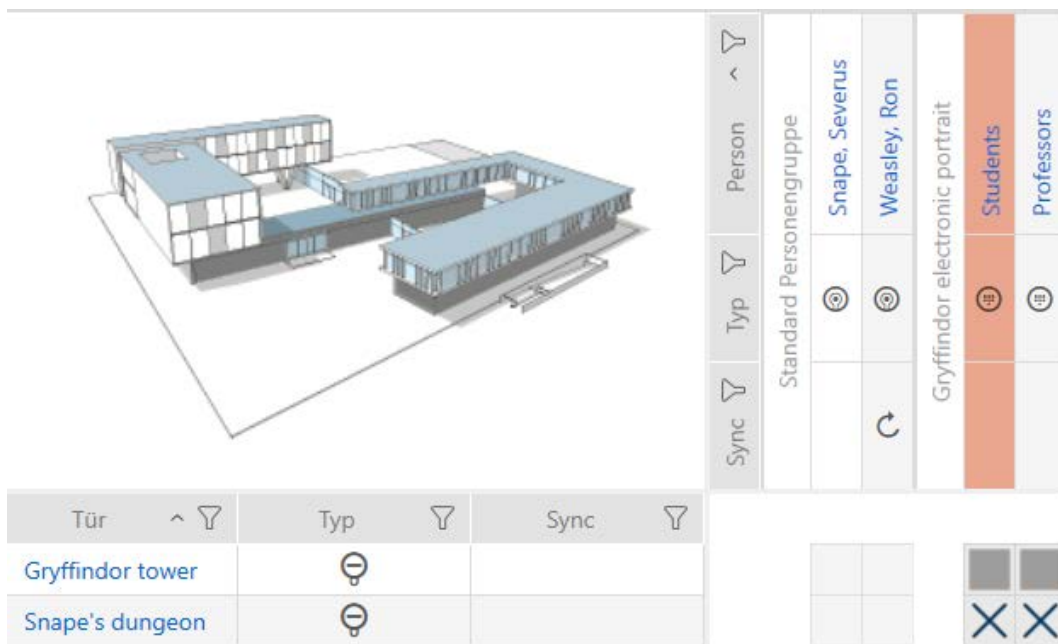 Person
Typ
Sync
Standard Personengruppe
Snape, Severus
Weasley, Ron
Gryffindor electronic portrait
Students
Professors
Tür Typ Sync
Gryffindor tower
Snape's dungeon